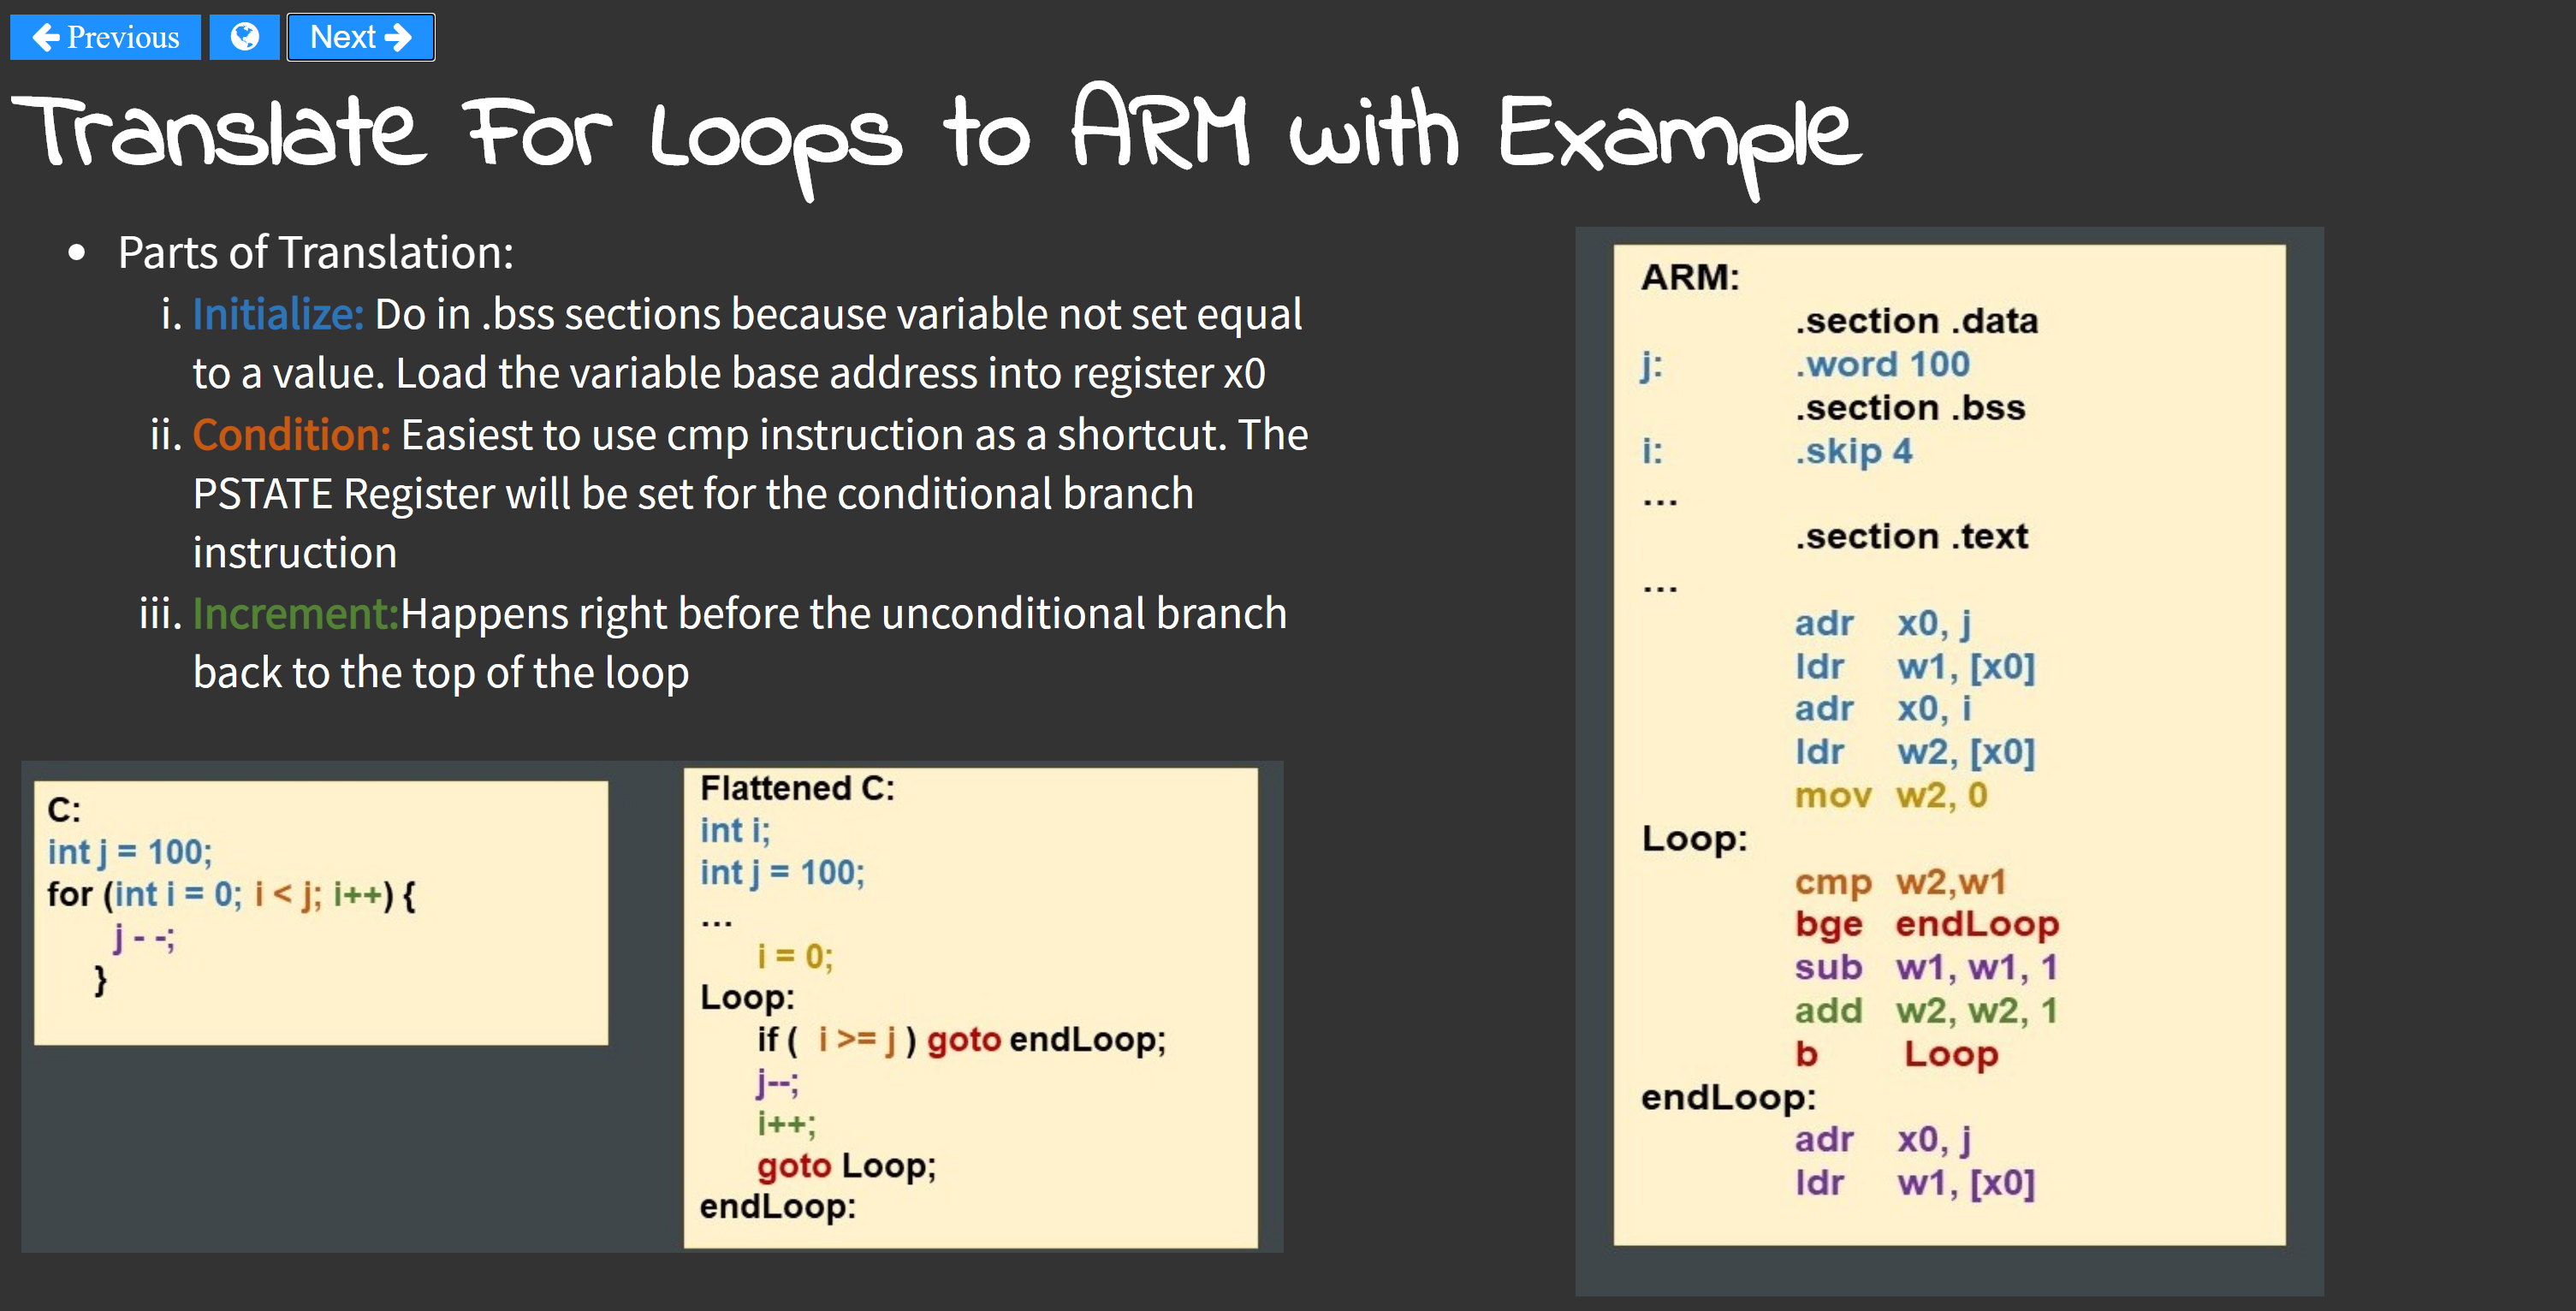 Previous
Next
Translate For Loops to ARM with Example
• Parts of Translation:
i. Initialize: Do in .bss sections because variable not set equal
to a value. Load the variable base address into register x0
ii. Condition: Easiest to use cmp instruction as a shortcut. The
PSTATE Register will be set for the conditional branch
instruction
iii. Increment:Happens right before the unconditional branch
back to the top of the loop
C:
int j = 100;
for (int i = 0; i < j; i++) {
j - -;
}
Flattened C:
int i;
int j = 100;
...
i = 0;
Loop:
if ( i >= j ) goto endLoop;
j--;
i++;
goto Loop;
endLoop:
ARM:
.section .data
j: .word 100
.section .bss
i: .skip 4
...
.section .text
...
adr x0, j
ldr w1, [x0]
adr x0, i
ldr w2, [x0]
mov w2, 0
Loop:
cmp w2,w1
bge endLoop
sub w1, w1, 1
add w2, w2, 1
b Loop
endLoop:
adr x0, j
ldr w1, [x0]